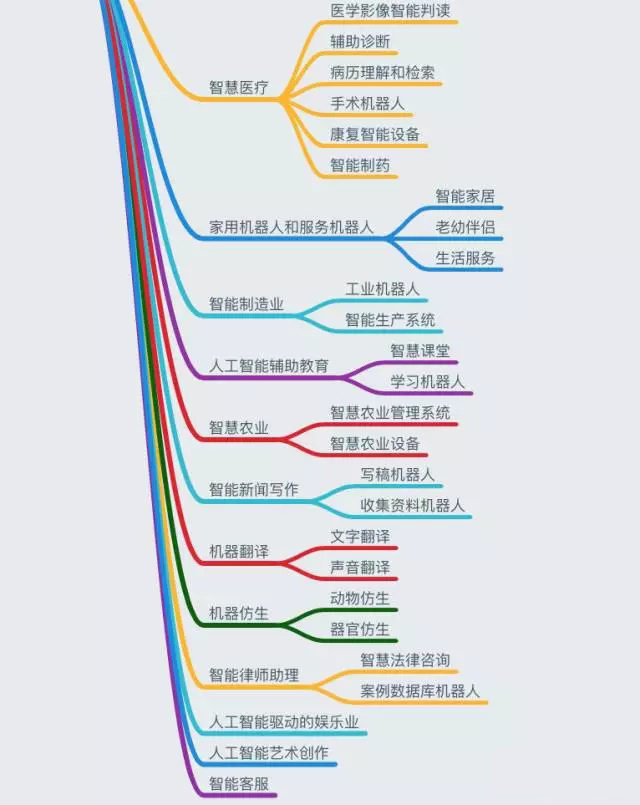 医学影像智能判读
辅助诊断
智慧医疗
病历理解和检索
手术机器人
康复智能设备
智能制药
智能家居
家用机器人和服务机器人
老幼伴侣
生活服务
工业机器人
智能制造业
智能生产系统
智慧课堂
人工智能辅助教育
学习机器人
智慧农业管理系统
智慧农业
智慧农业设备
写稿机器人
智能新闻写作
收集资料机器人
文字翻译
机器翻译
声音翻译
动物仿生
机器仿生
器官仿生
智慧法律咨询
智能律师助理
案例数据库机器人
人工智能驱动的娱乐业
人工智能艺术创作
智能客服